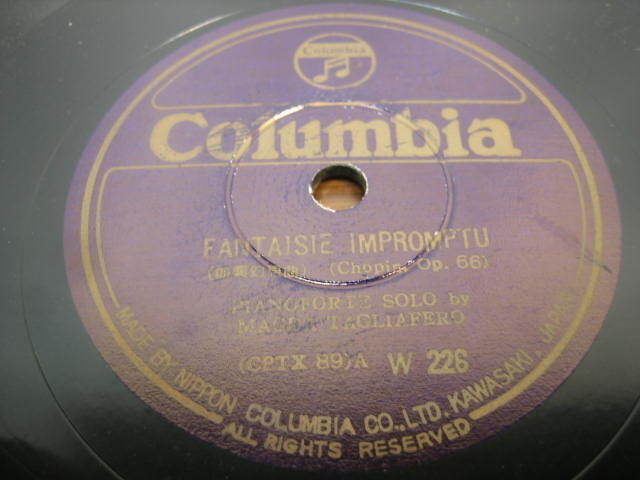 Columbia
Columbia
FANTAISIE IMPROMPTU
(Chopin, Op. 66)
PIANOFORTE SOLO by
MAGDA TAGLIAFERO
(CPTX 89)A W 226
MADE BY NIPPON COLUMBIA CO.,LTD. KAWASAKI, JAPAN.
ALL RIGHTS RESERVED